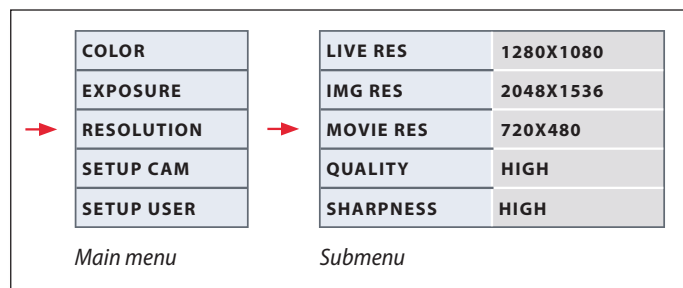 COLOR
EXPOSURE
RESOLUTION
SETUP CAM
SETUP USER
Main menu
LIVE RES 1280X1080
IMG RES 2048X1536
MOVIE RES 720X480
QUALITY HIGH
SHARPNESS HIGH
Submenu